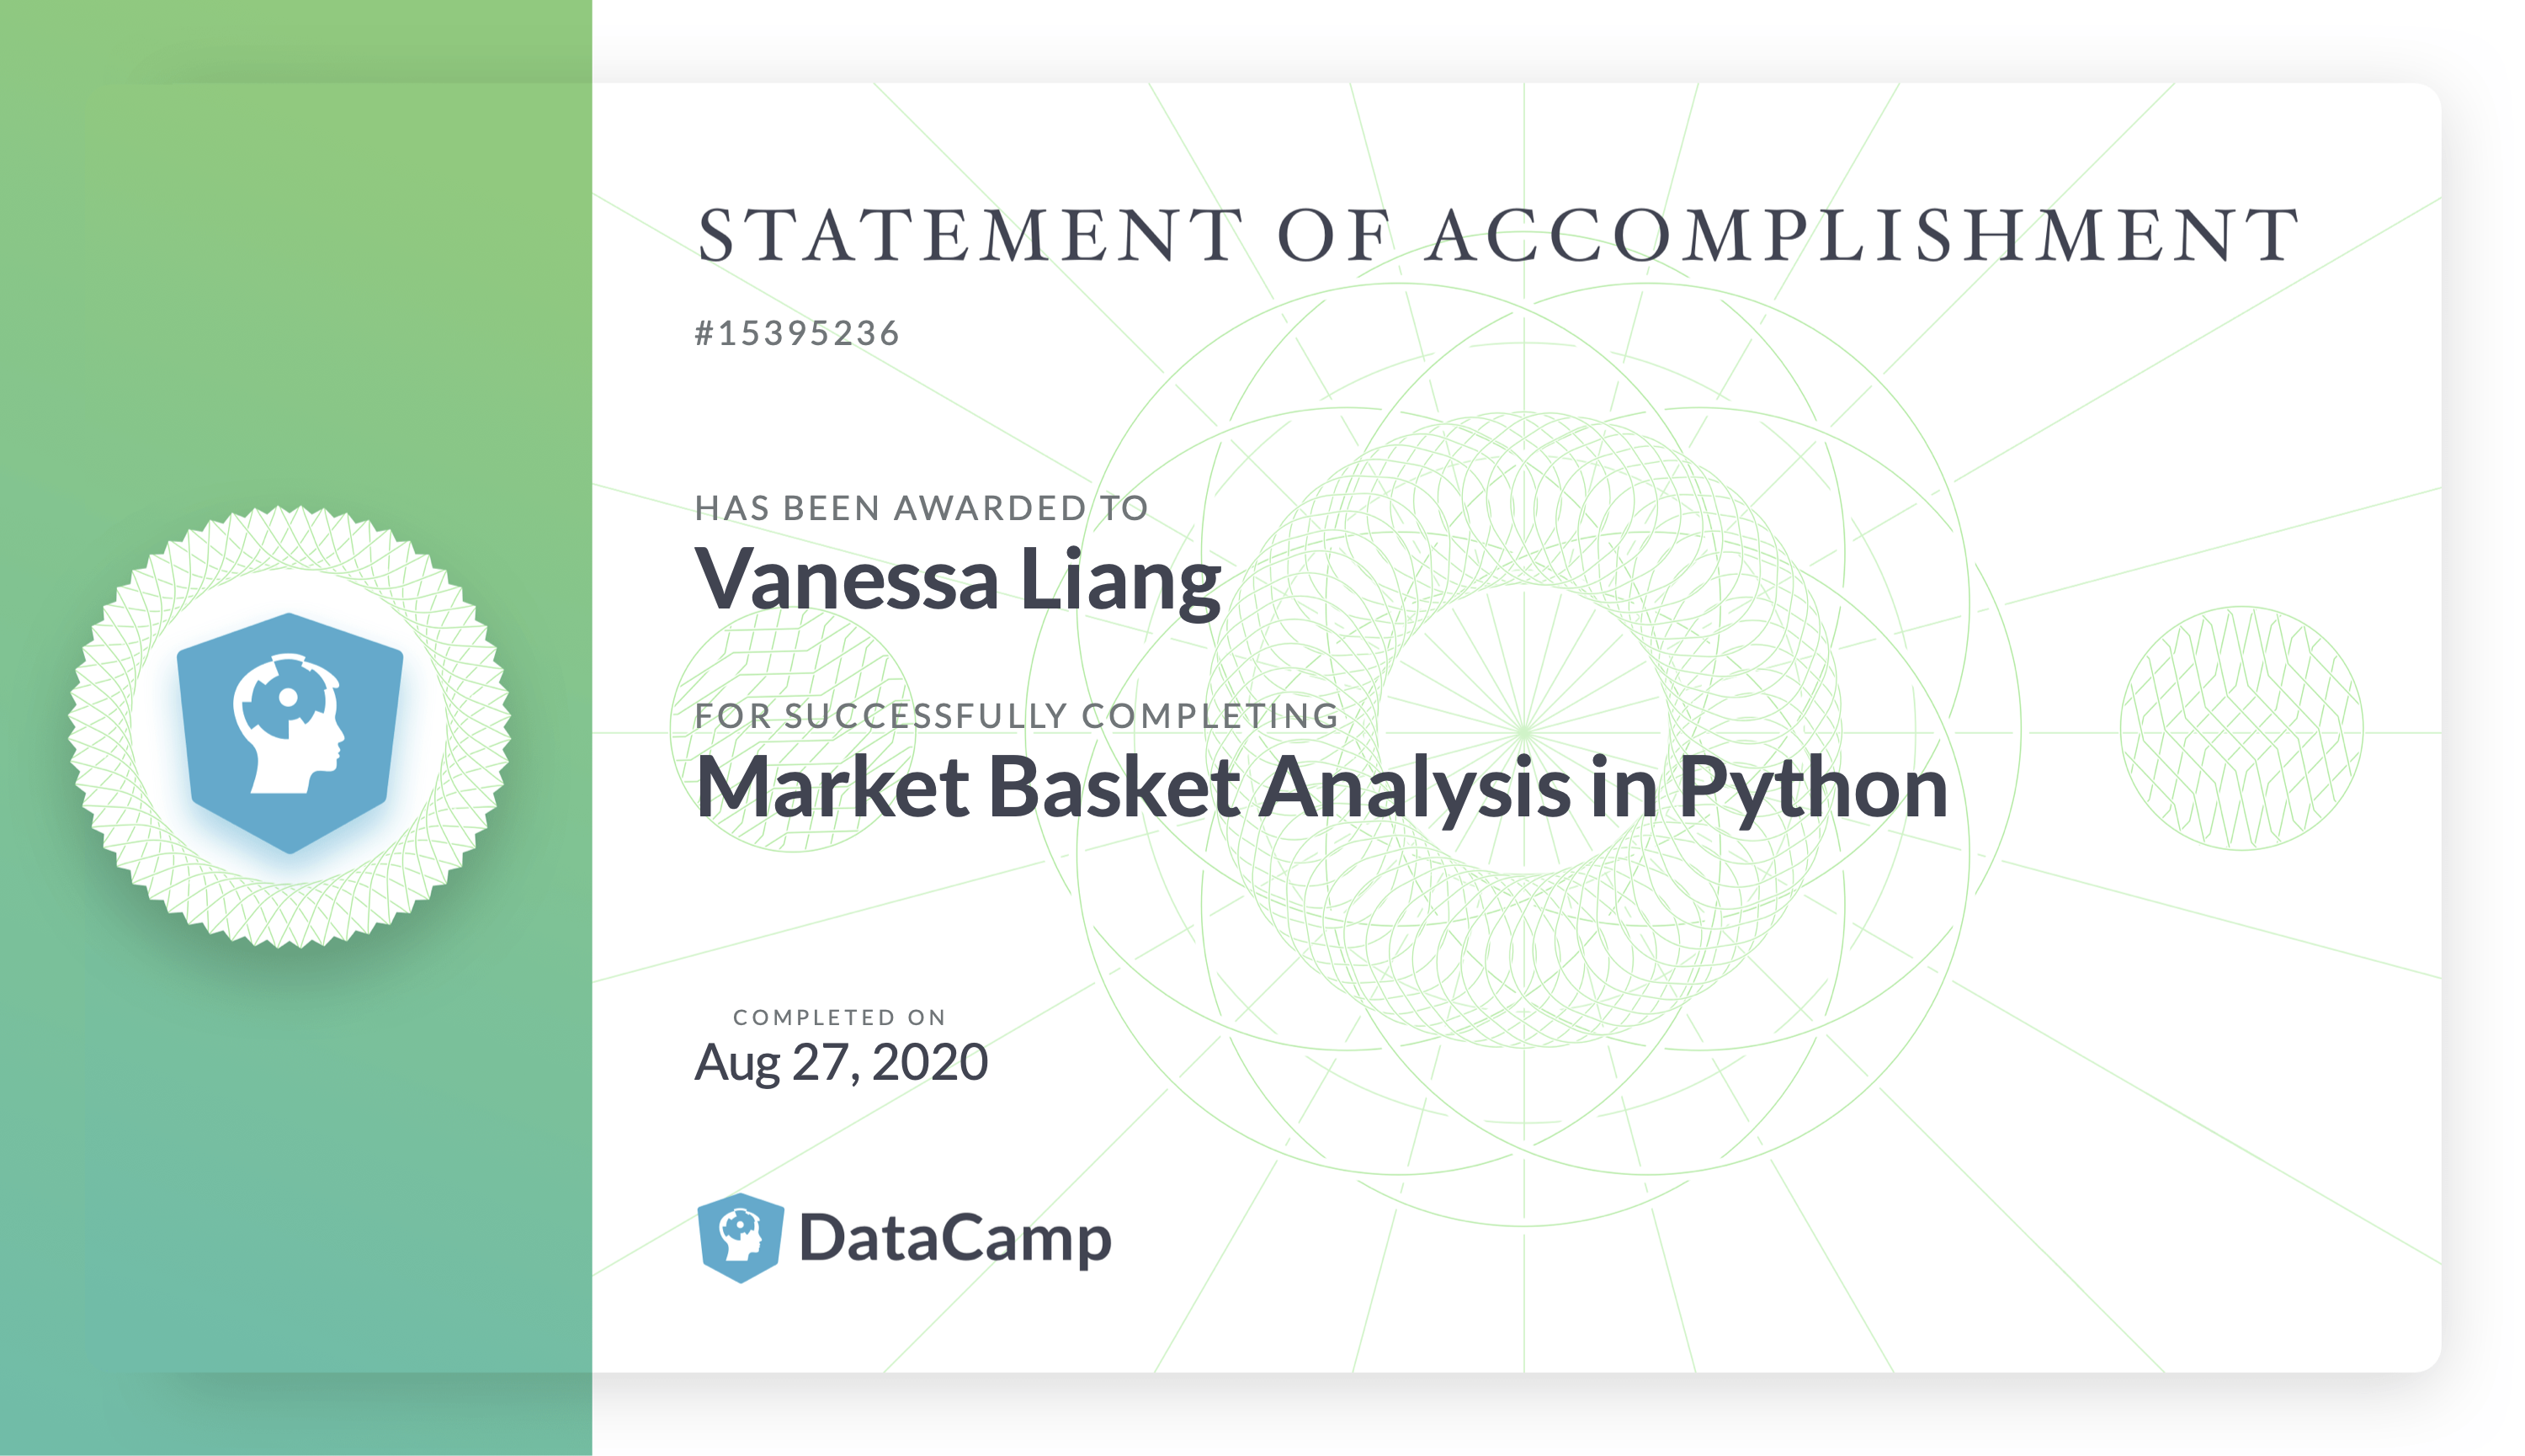 STATEMENT OF ACCOMPLISHMENT
#15395236
HAS BEEN AWARDED TO
Vanessa Liang
FOR SUCCESSFULLY COMPLETING
Market Basket Analysis in Python
COMPLETED ON
Aug 27, 2020
DataCamp